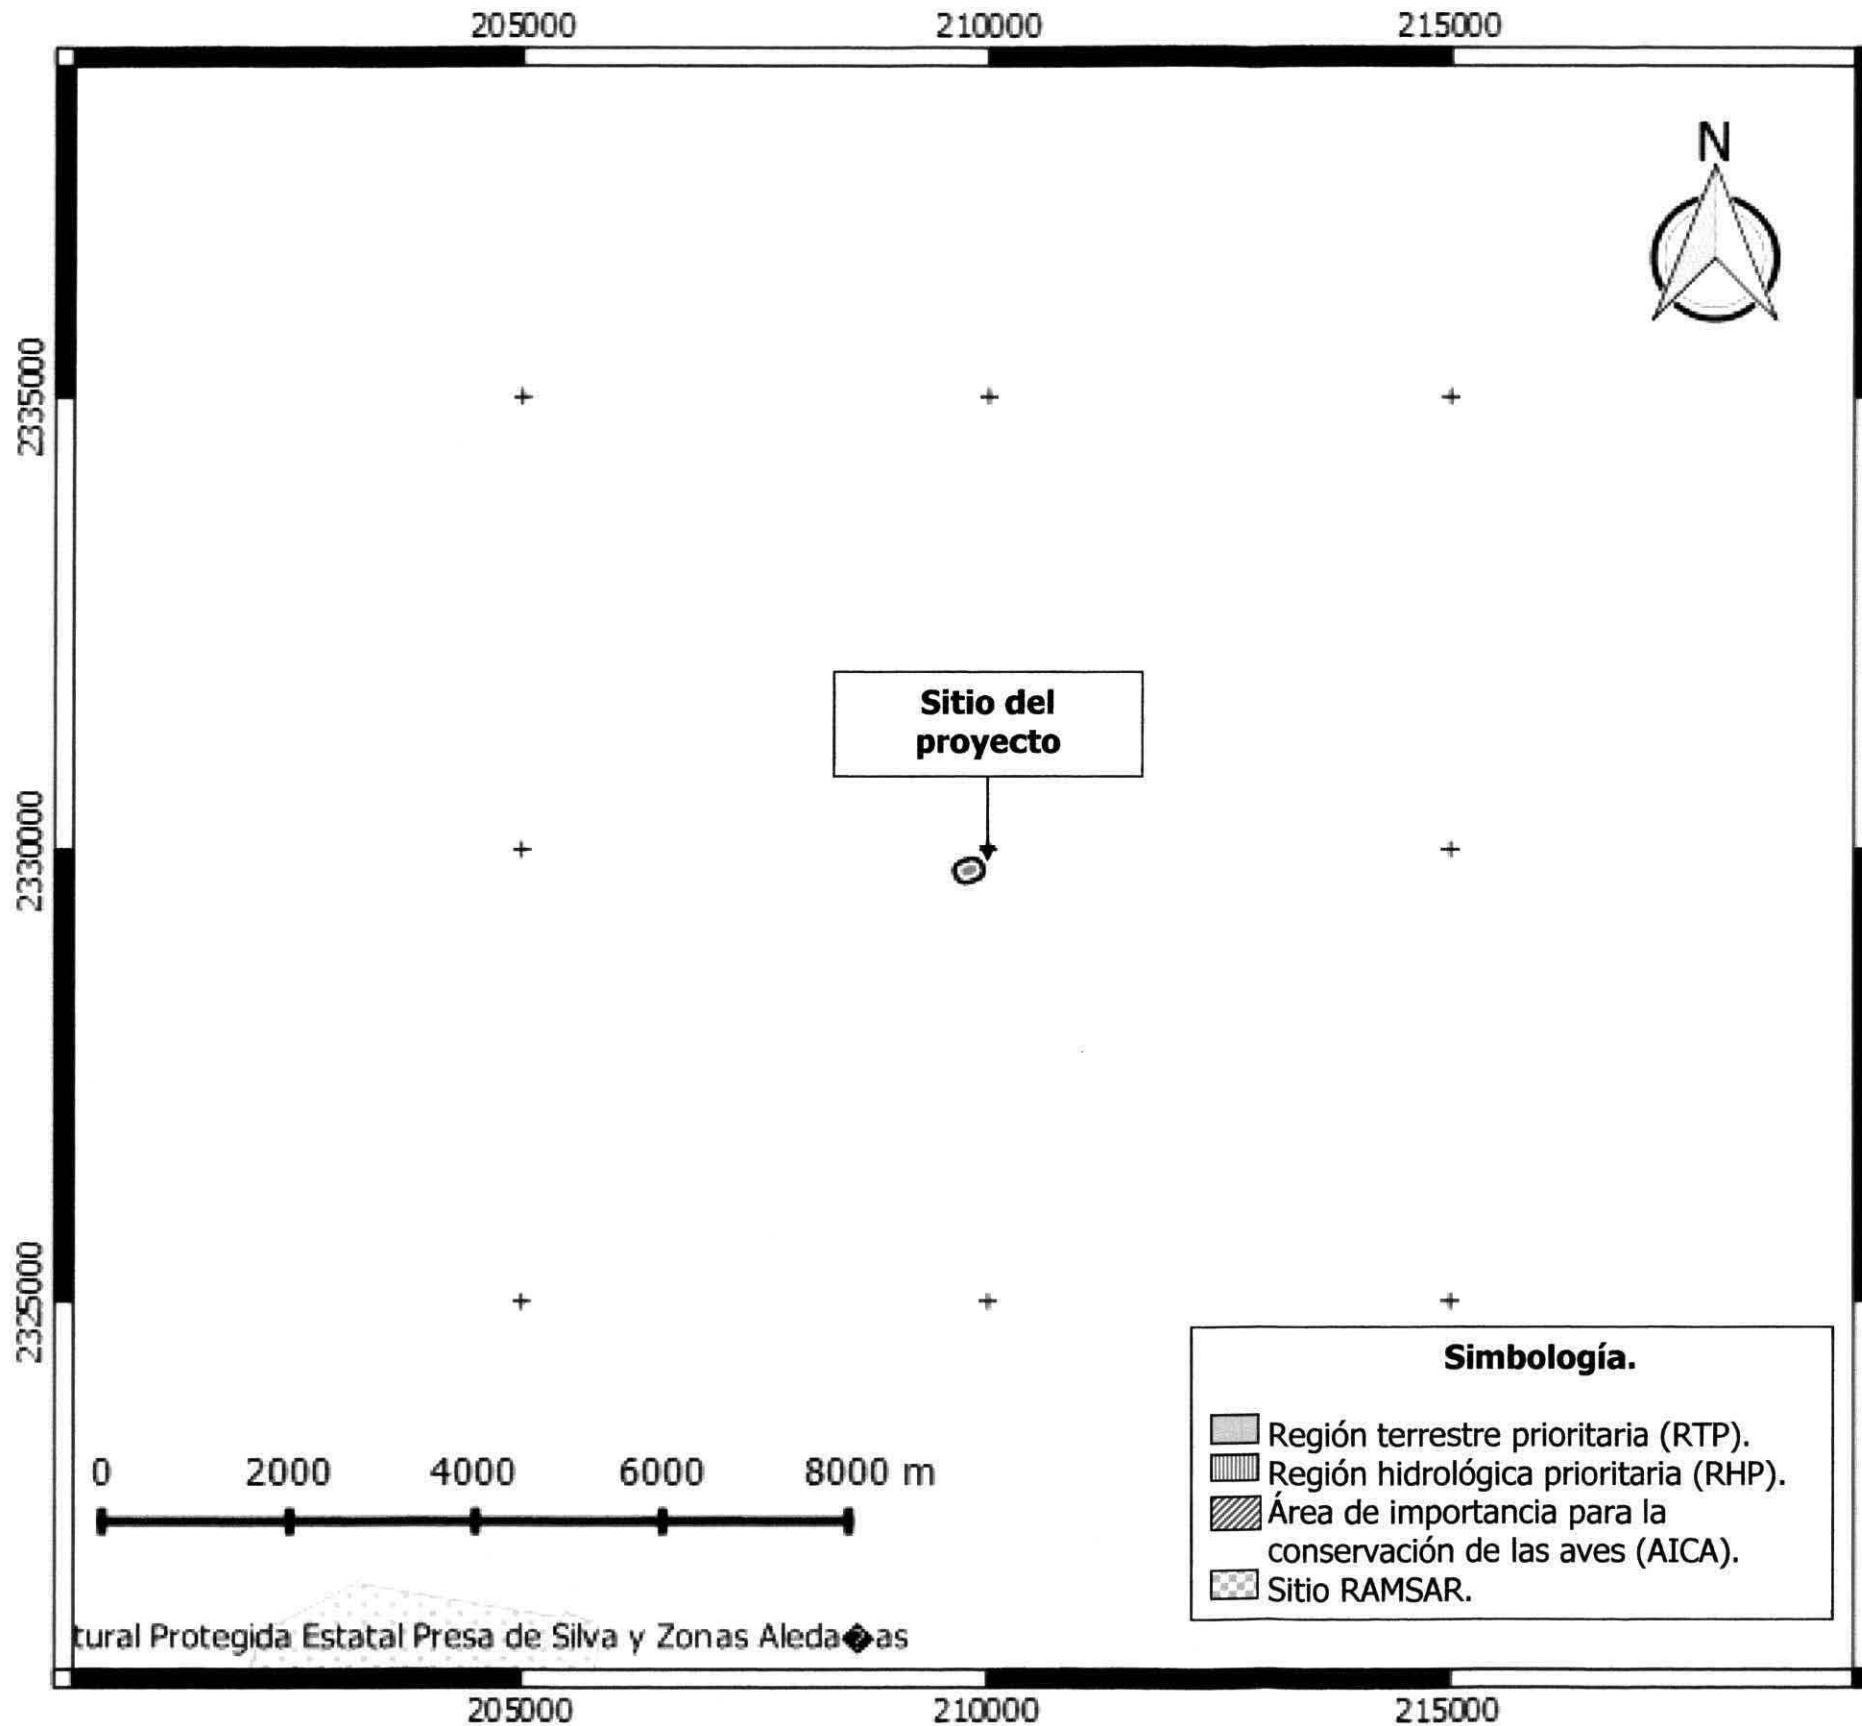 205000 210000 215000
N
2335000
Sitio del
proyecto
2330000
2325000
Simbología.
Región terrestre prioritaria (RTP).
Región hidrológica prioritaria (RHP).
Área de importancia para la
conservación de las aves (AICA).
Sitio RAMSAR.
0 2000 4000 6000 8000 m
tural Protegida Estatal Presa de Silva y Zonas Aleda�as
205000 210000 215000